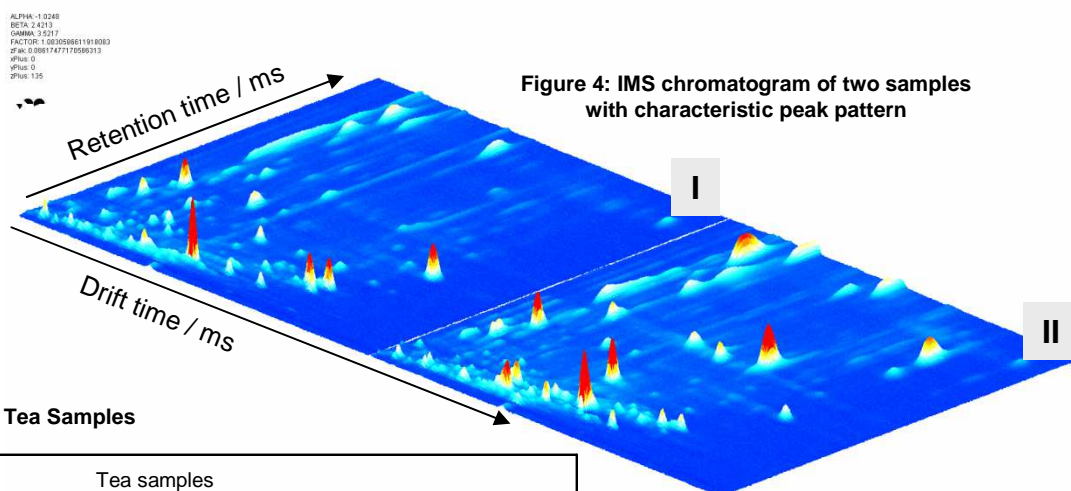 ALPHA: -1.0248
BETA: 2.4213
GAMMA: 3.5217
FACTOR: 1.0830586611918083
zFak: 0.08617477170586313
xPlus: 0
yPlus: 0
zPlus: 135
Figure 4: IMS chromatogram of two samples
with characteristic peak pattern
Retention time / ms
I
Drift time / ms
II
Tea Samples
Tea samples